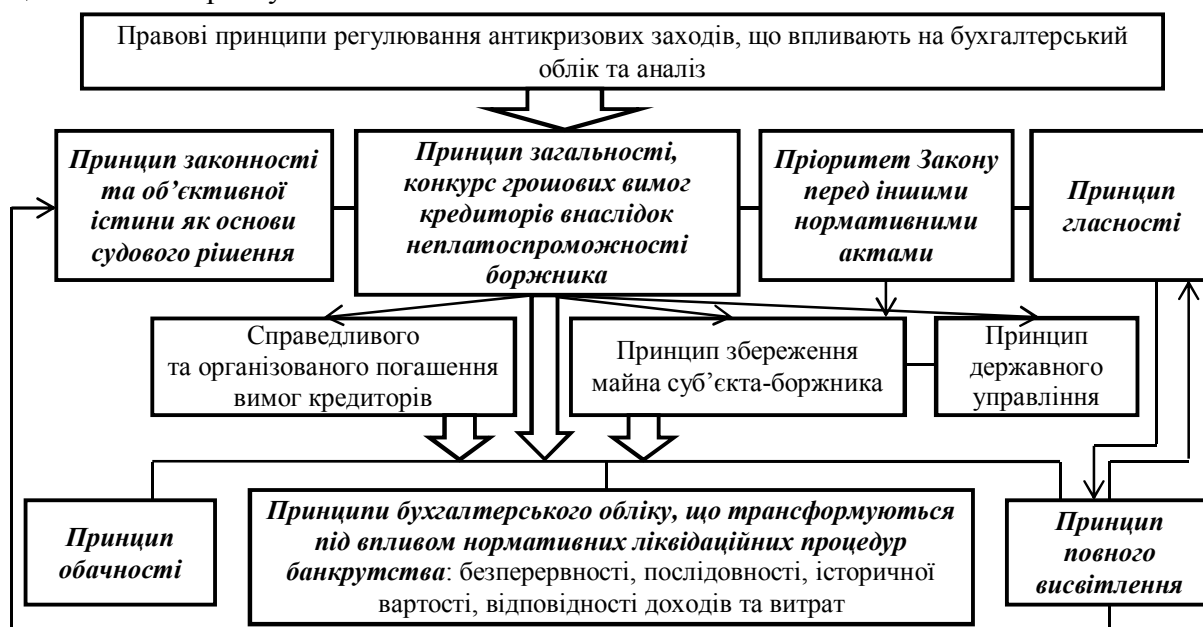 Правові принципи регулювання антикризових заходів, що впливають на бухгалтерський
облік та аналіз
Принцип законності
та об’єктивної
істини як основи
судового рішення
Принцип загальності,
конкурс грошових вимог
кредиторів внаслідок
неплатоспроможності
боржника
Пріоритет Закону
перед іншими
нормативними
актами
Принцип
гласності
Справедливого
та організованого погашення
вимог кредиторів
Принцип збереження
майна суб’єкта-боржника
Принцип
державного
управління
Принцип
обачності
Принципи бухгалтерського обліку, що трансформуються
під впливом нормативних ліквідаційних процедур
банкрутства: безперервності, послідовності, історичної
вартості, відповідності доходів та витрат
Принцип
повного
висвітлення